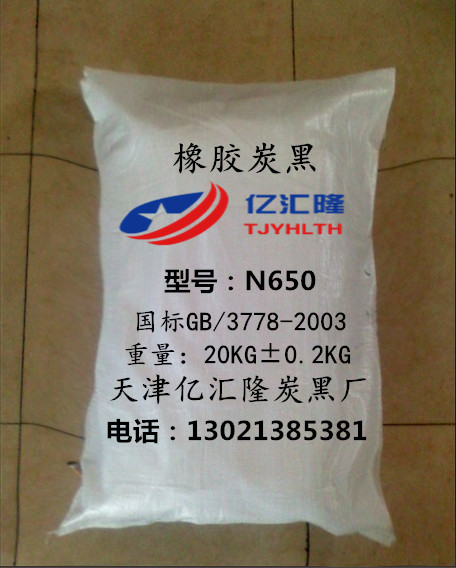 橡胶炭黑
亿汇隆
TJYHLTH
型号：N650
国标GB/3778-2003
重量：20KG±0.2KG
天津亿汇隆炭黑厂
电话：13021385381